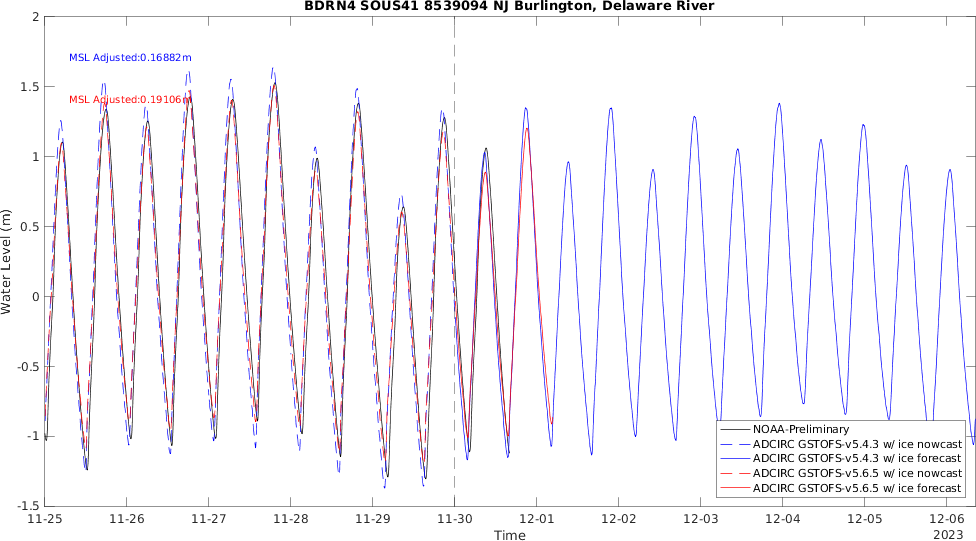 BDRN4 SOUS41 8539094 NJ Burlington, Delaware River
MSL Adjusted:0.16882m
MSL Adjusted:0.19106m
Water Level (m)
2
1.5
1
0.5
0
-0.5
-1
-1.5
11-25 11-26 11-27 11-28 11-29 11-30 12-01 12-02 12-03 12-04 12-05 12-06
2023
Time
NOAA-Preliminary
ADCIRC GSTOFS-v5.4.3 w/ ice nowcast
ADCIRC GSTOFS-v5.4.3 w/ ice forecast
ADCIRC GSTOFS-v5.6.5 w/ ice nowcast
ADCIRC GSTOFS-v5.6.5 w/ ice forecast